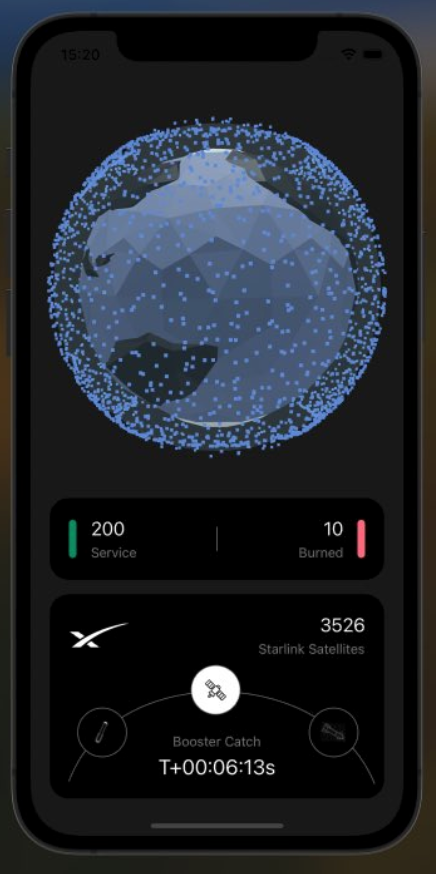 15:20
200
Service
10
Burned
3526
Starlink Satellites
Booster Catch
T+00:06:13s